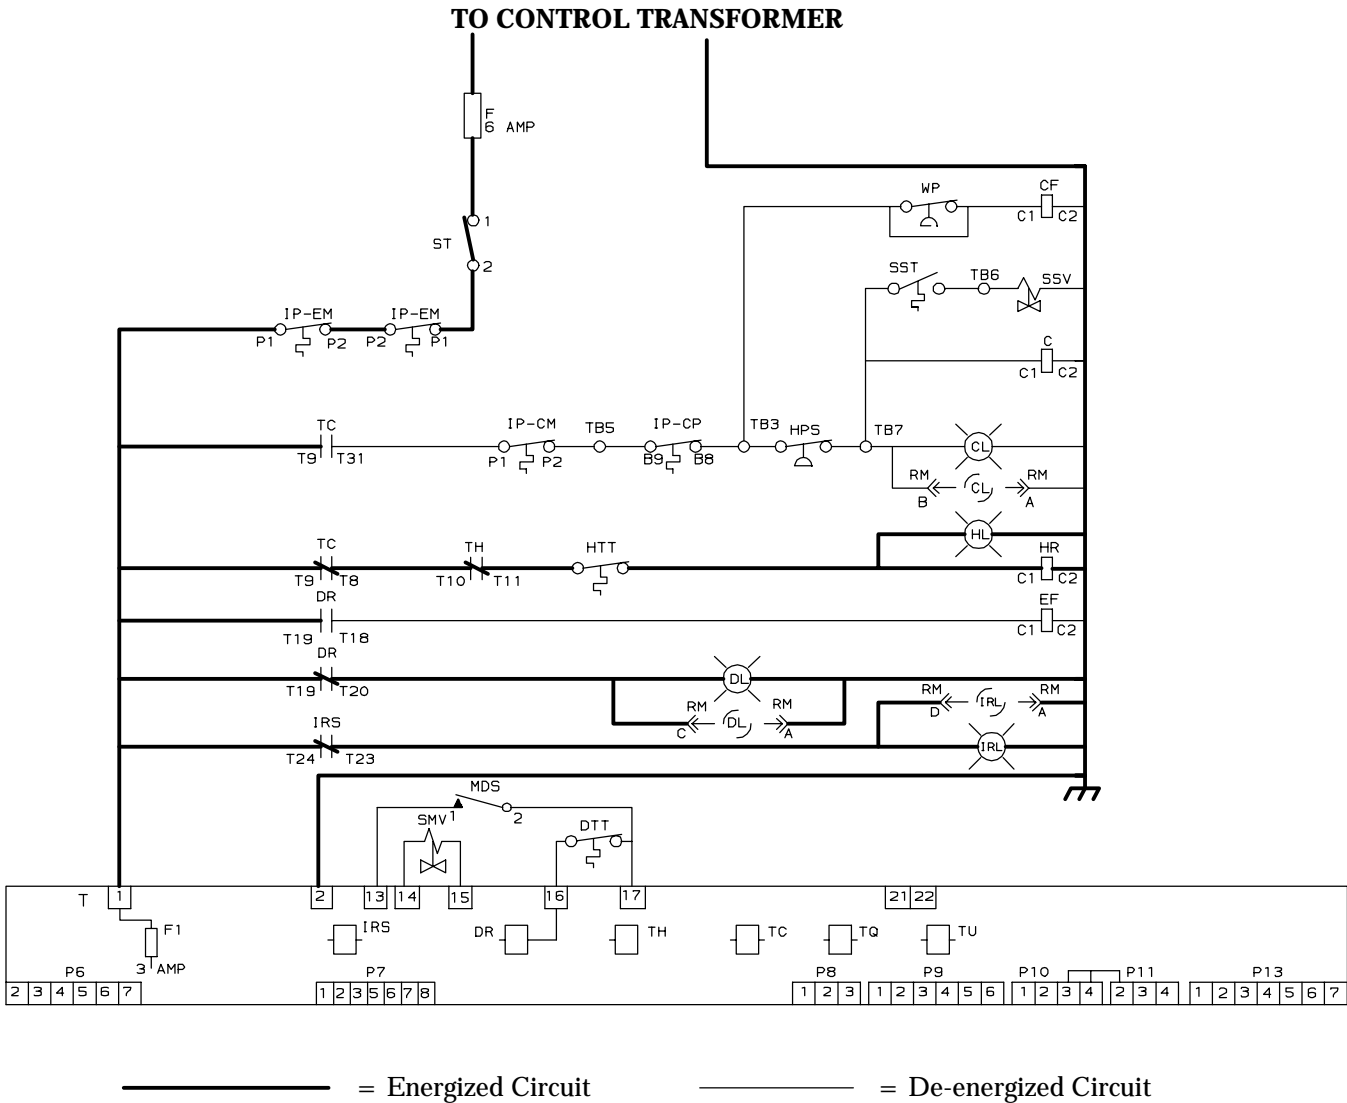 TO CONTROL TRANSFORMER
F
6 AMP
1
ST
2
WP
CF
C1 C2
SST
TB6
SSV
IP-EM
IP-EM
P1 P2 P2 P1
C
C1 C2
TC
T9 T31
IP-CM
P1 P2
TB5
IP-CP
B9 B8
TB3
HPS
TB7
CL
RM CL RM
B A
HL
TC
T9 T8
TH
T10 T11
HTT
HR
C1 C2
DR
T19 T18
EF
C1 C2
DR
T19 T20
DL
RM DL RM
C A
RM IRL RM
D A
IRS
T24 T23
IRL
MDS
1 2
SMV
DTT
T 1 2 13 14 15 16 17 21 22
F1
3 AMP
IRS DR TH TC TQ TU
P6 P7 P8 P9 P10 P11 P13
2 3 4 5 6 7 1 2 3 5 6 7 8 1 2 3 1 2 3 4 5 6 1 2 3 4 2 3 4 1 2 3 4 5 6 7
= Energized Circuit = De-energized Circuit